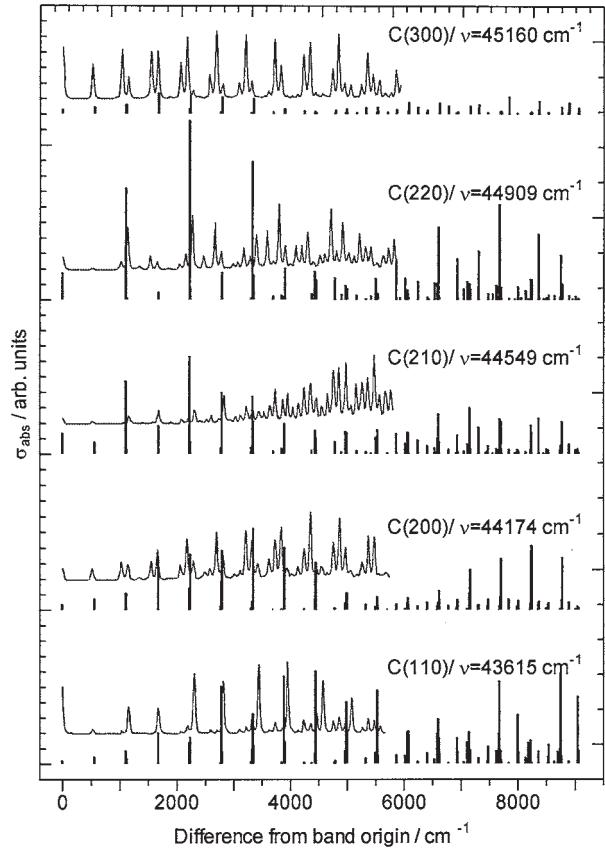 C(300)/ ν=45160 cm⁻¹
C(220)/ ν=44909 cm⁻¹
C(210)/ ν=44549 cm⁻¹
C(200)/ ν=44174 cm⁻¹
C(110)/ ν=43615 cm⁻¹
σabs / arb. units
0 2000 4000 6000 8000
Difference from band origin / cm ⁻¹